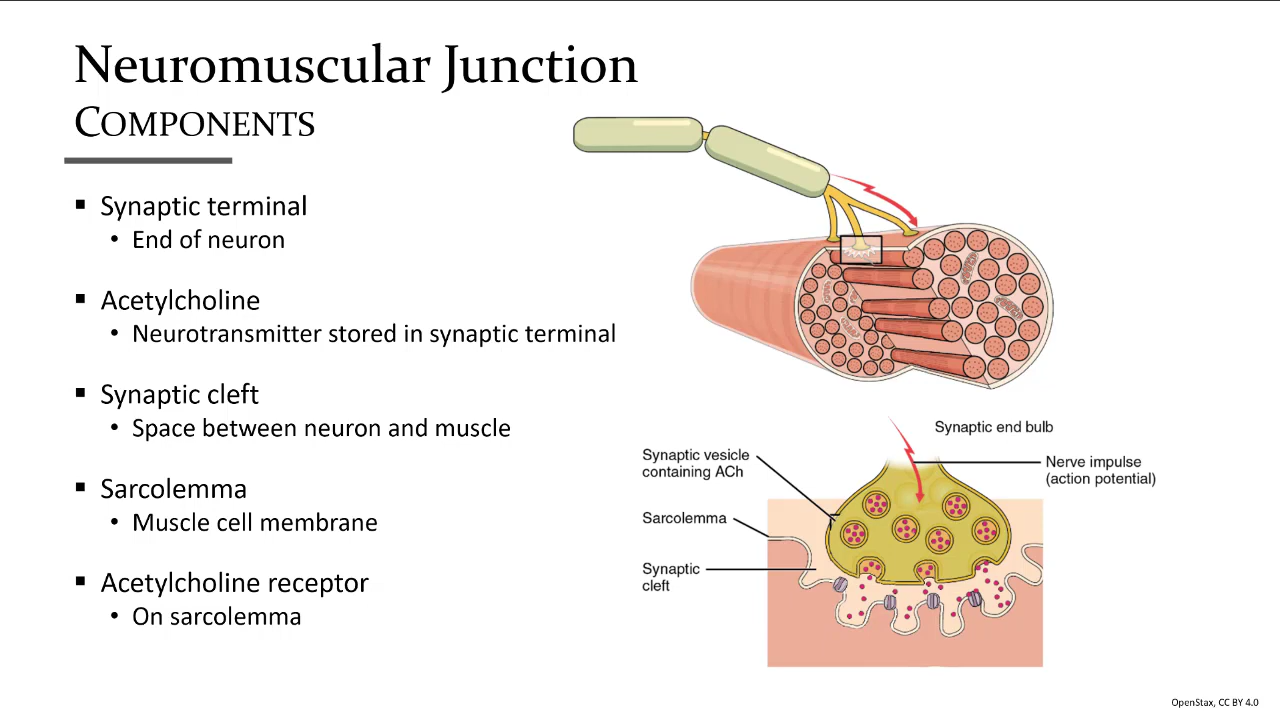 Neuromuscular Junction
COMPONENTS
▪ Synaptic terminal
• End of neuron
▪ Acetylcholine
• Neurotransmitter stored in synaptic terminal
▪ Synaptic cleft
• Space between neuron and muscle
▪ Sarcolemma
• Muscle cell membrane
▪ Acetylcholine receptor
• On sarcolemma
Synaptic end bulb
Synaptic vesicle
containing ACh
Nerve impulse
(action potential)
Sarcolemma
Synaptic
cleft
OpenStax, CC BY 4.0